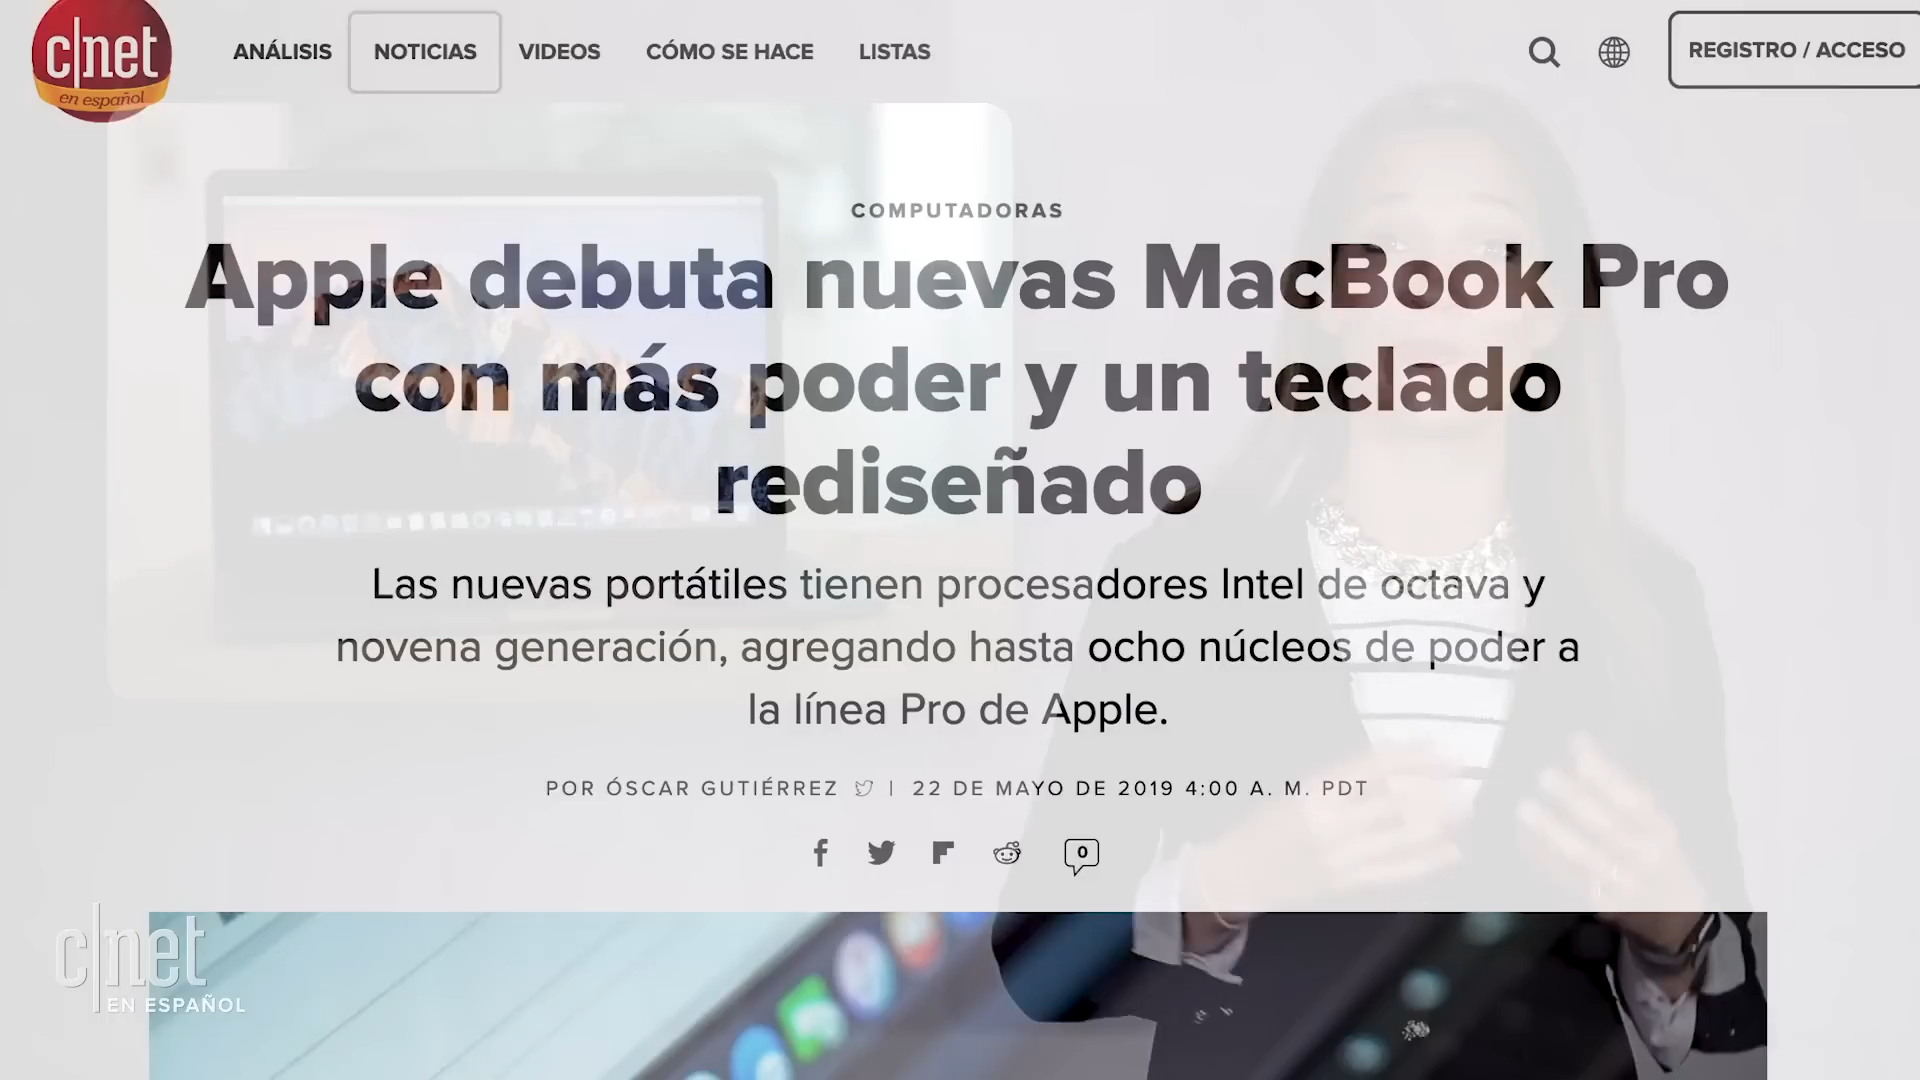 c|net
en español
ANÁLISIS
NOTICIAS
VIDEOS
CÓMO SE HACE
LISTAS
REGISTRO / ACCESO
COMPUTADORAS
Apple debuta nuevas MacBook Pro
con más poder y un teclado
rediseñado
Las nuevas portátiles tienen procesadores Intel de octava y
novena generación, agregando hasta ocho núcleos de poder a
la línea Pro de Apple.
POR ÓSCAR GUTIÉRREZ | 22 DE MAYO DE 2019 4:00 A. M. PDT
0
c|net
EN ESPAÑOL